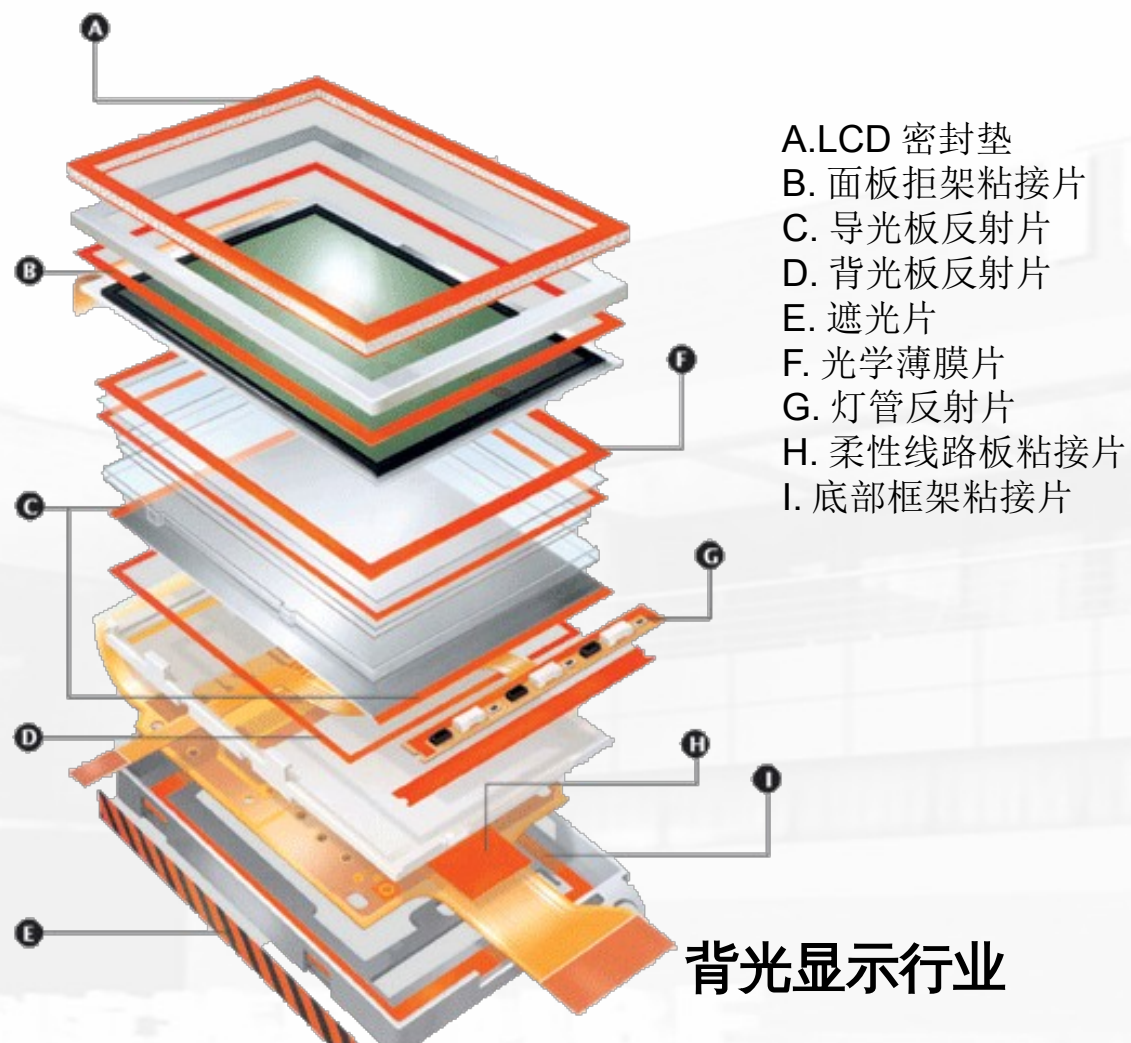 A
A.LCD 密封垫
B. 面板拒架粘接片
C. 导光板反射片
D. 背光板反射片
E. 遮光片
F. 光学薄膜片
G. 灯管反射片
H. 柔性线路板粘接片
I. 底部框架粘接片
B
F
C
G
D
H
I
E
背光显示行业